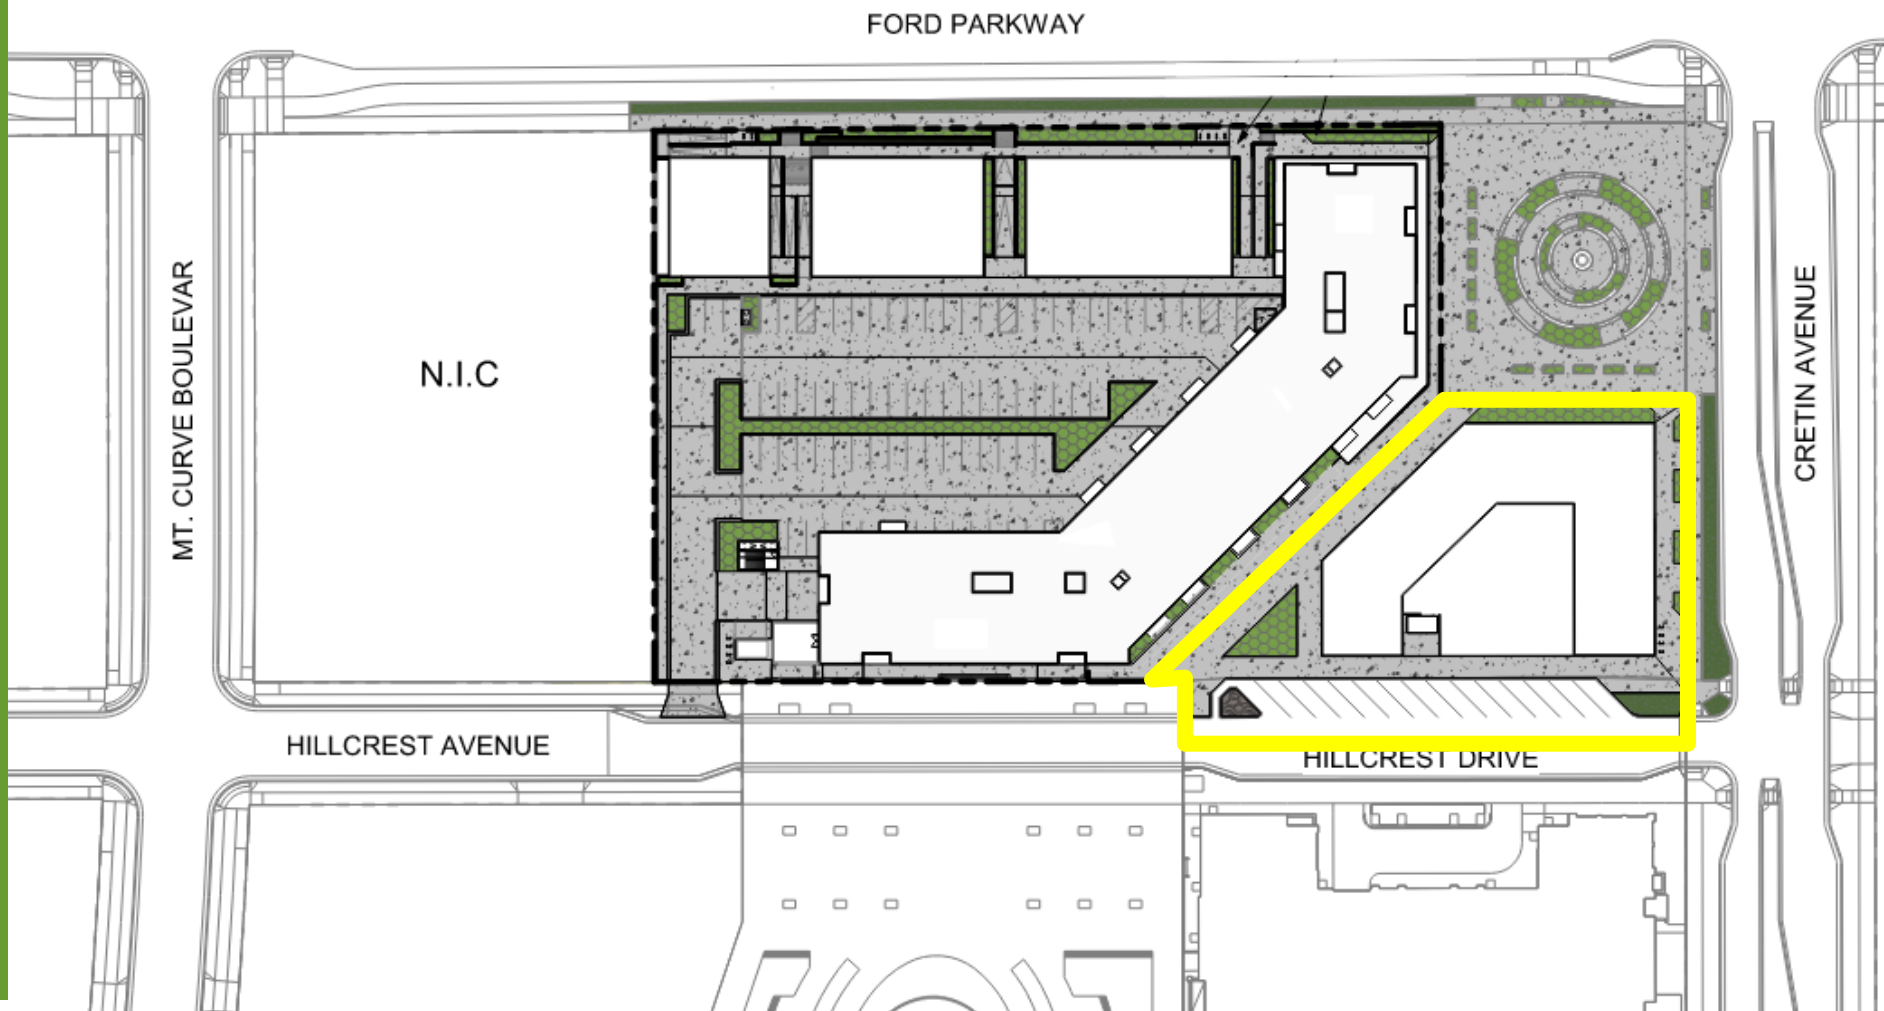 FORD PARKWAY
MT. CURVE BOULEVAR
N.I.C
CRETIN AVENUE
HILLCREST AVENUE
HILLCREST DRIVE